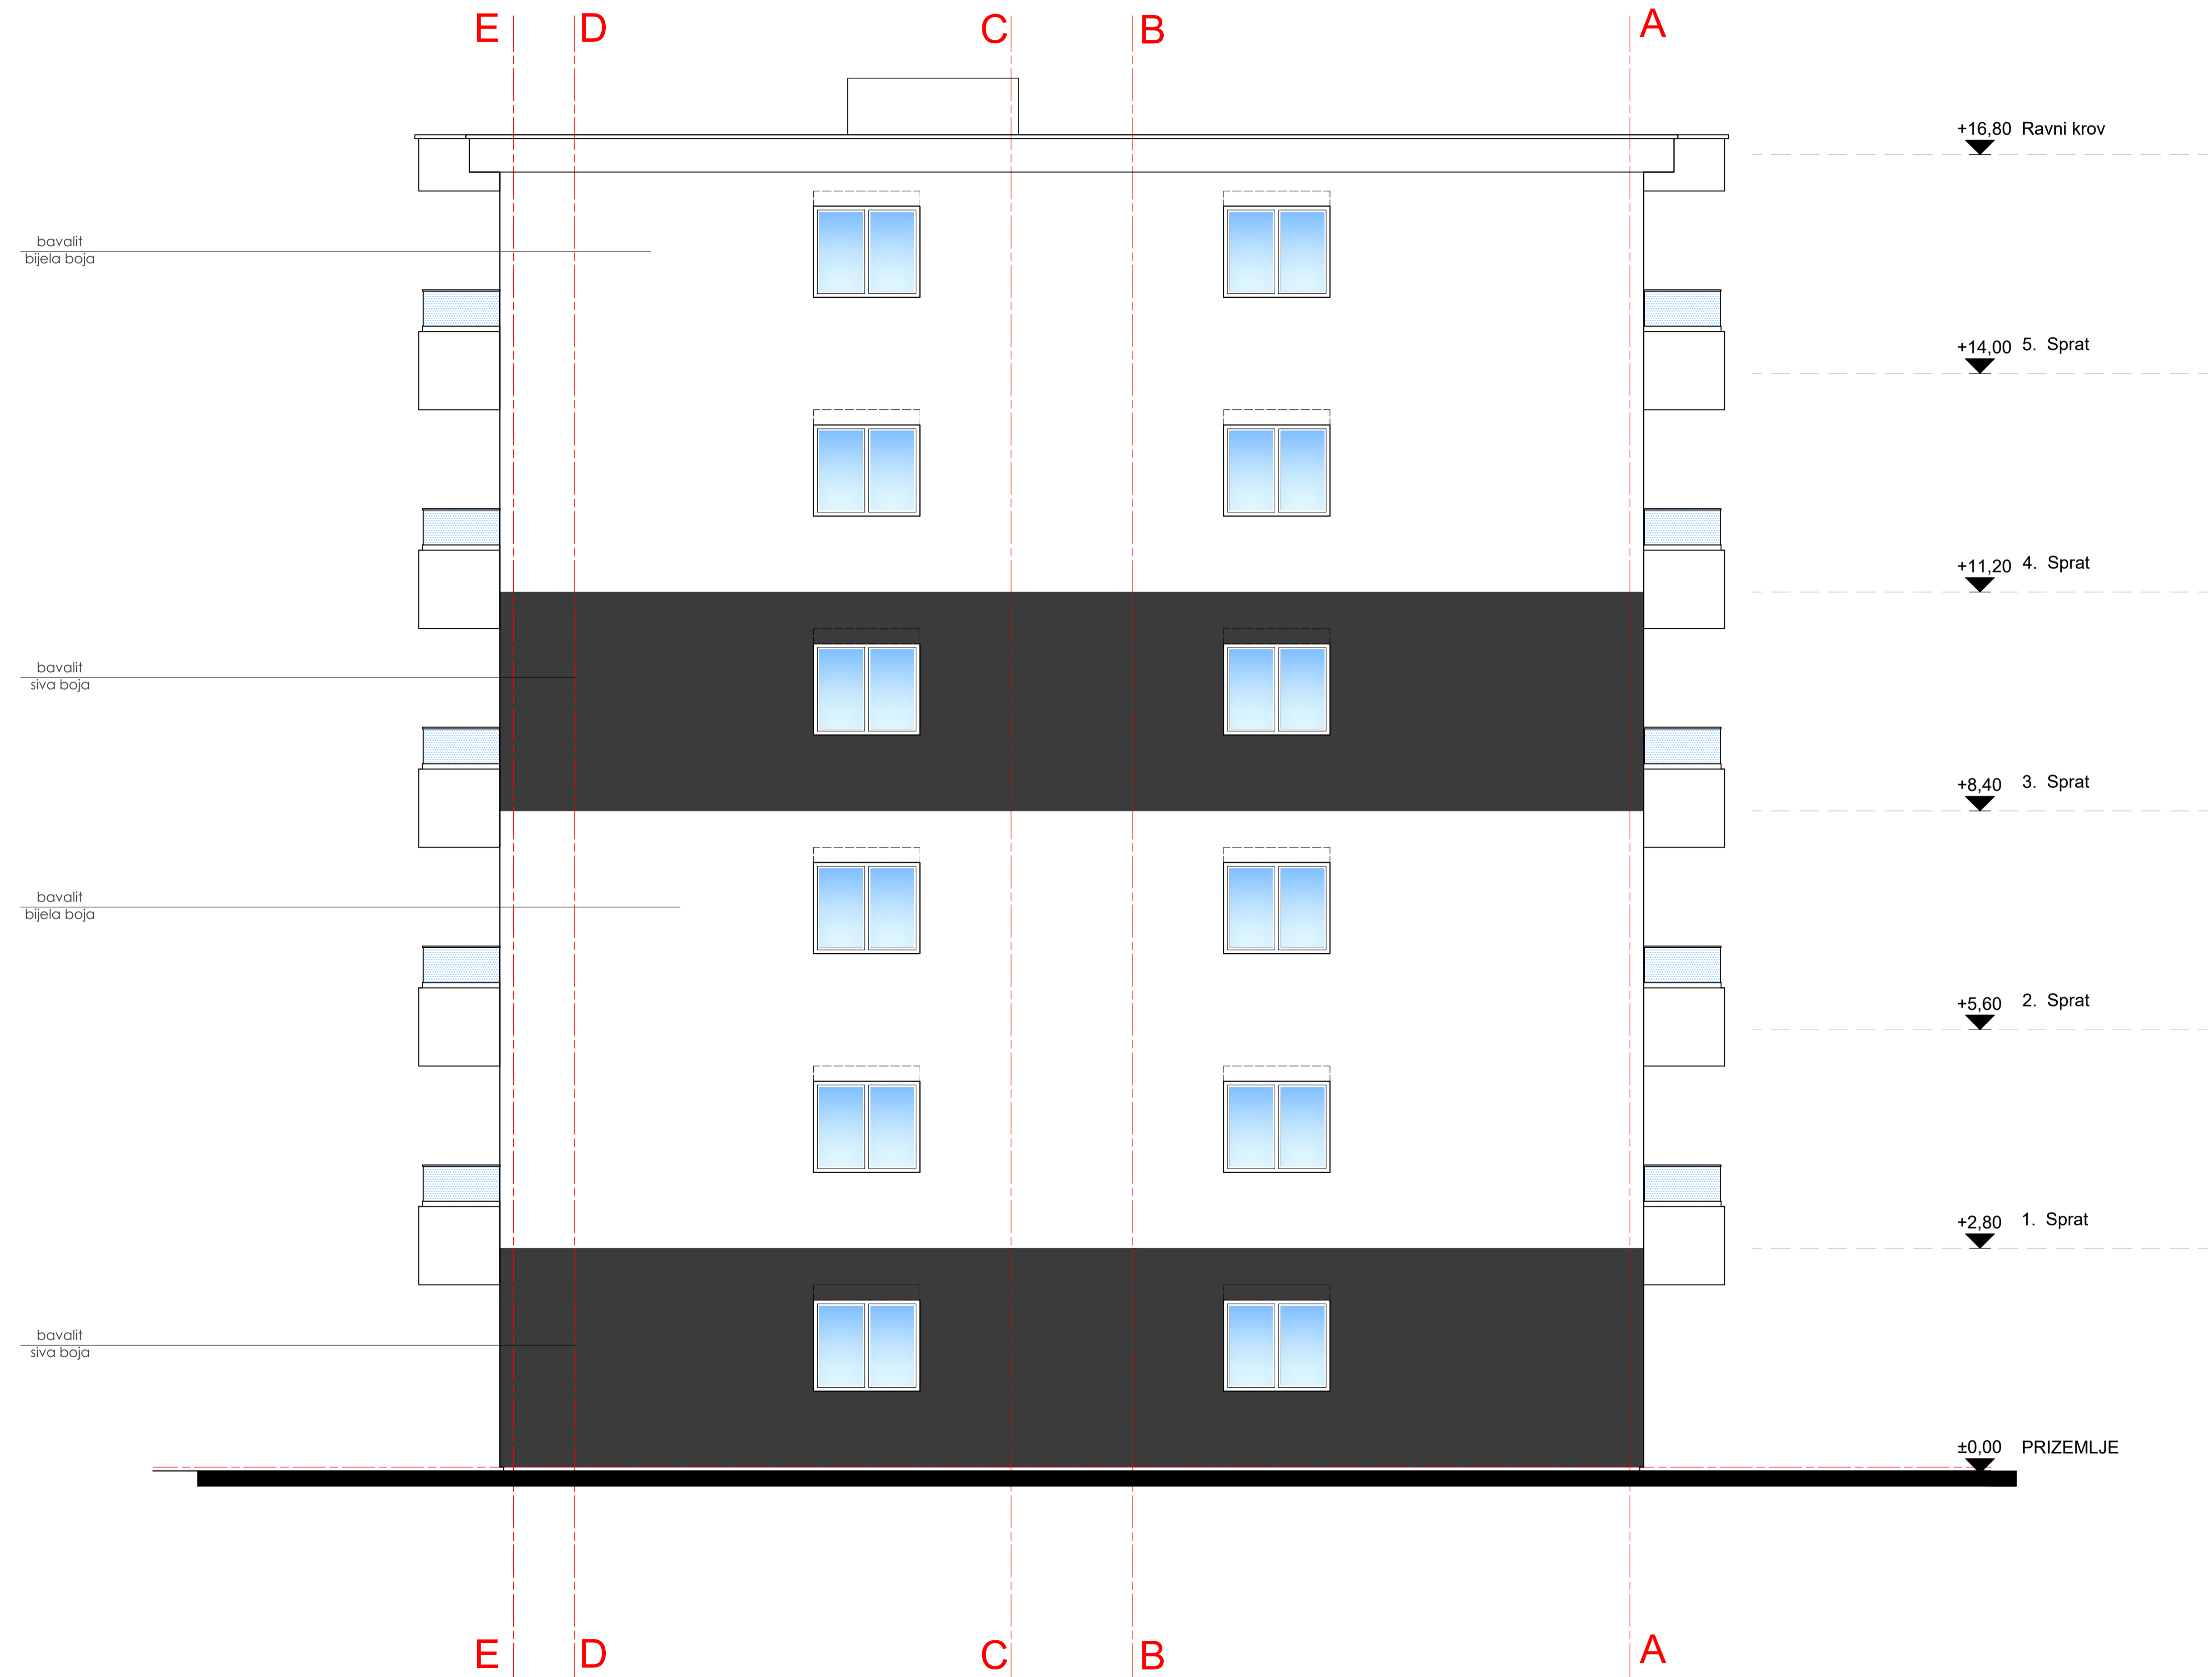 E D C B A
+16,80 Ravni krov
bavalit
bijela boja
+14,00 5. Sprat
+11,20 4. Sprat
bavalit
siva boja
+8,40 3. Sprat
bavalit
bijela boja
+5,60 2. Sprat
+2,80 1. Sprat
bavalit
siva boja
±0,00 PRIZEMLJE
E D C B A